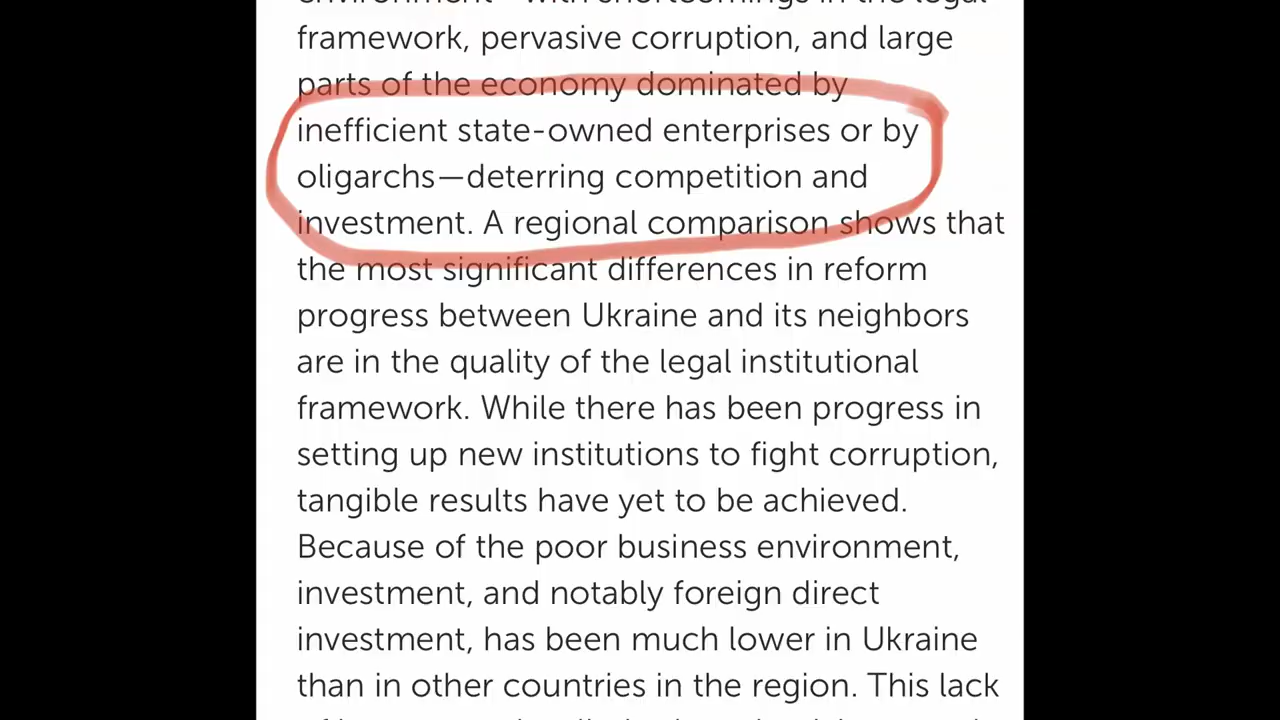 framework, pervasive corruption, and large
parts of the economy dominated by
inefficient state-owned enterprises or by
oligarchs—deterring competition and
investment. A regional comparison shows that
the most significant differences in reform
progress between Ukraine and its neighbors
are in the quality of the legal institutional
framework. While there has been progress in
setting up new institutions to fight corruption,
tangible results have yet to be achieved.
Because of the poor business environment,
investment, and notably foreign direct
investment, has been much lower in Ukraine
than in other countries in the region. This lack